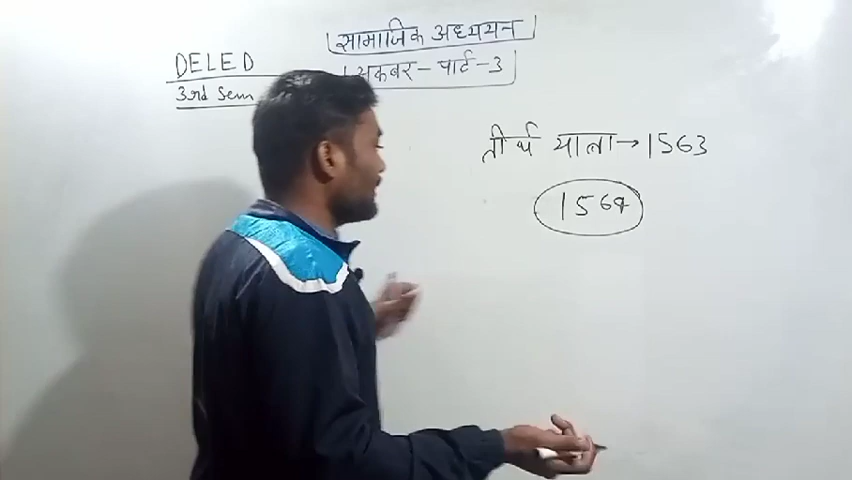 सामाजिक अध्ययन
DELED
अकबर - पार्ट - 3
3rd Sem
तीर्थ यात्रा → 1563
1564